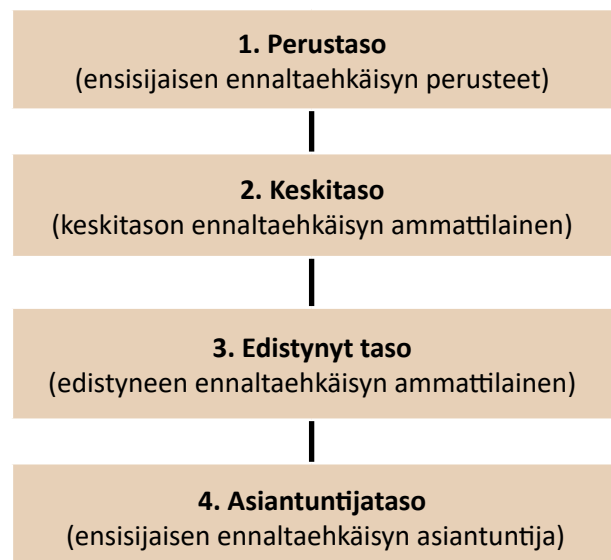 1. Perustaso
(ensisijaisen ennaltaehkäisyn perusteet)
2. Keskitaso
(keskitason ennaltaehkäisyn ammattilainen)
3. Edistynyt taso
(edistyneen ennaltaehkäisyn ammattilainen)
4. Asiantuntijataso
(ensisijaisen ennaltaehkäisyn asiantuntija)